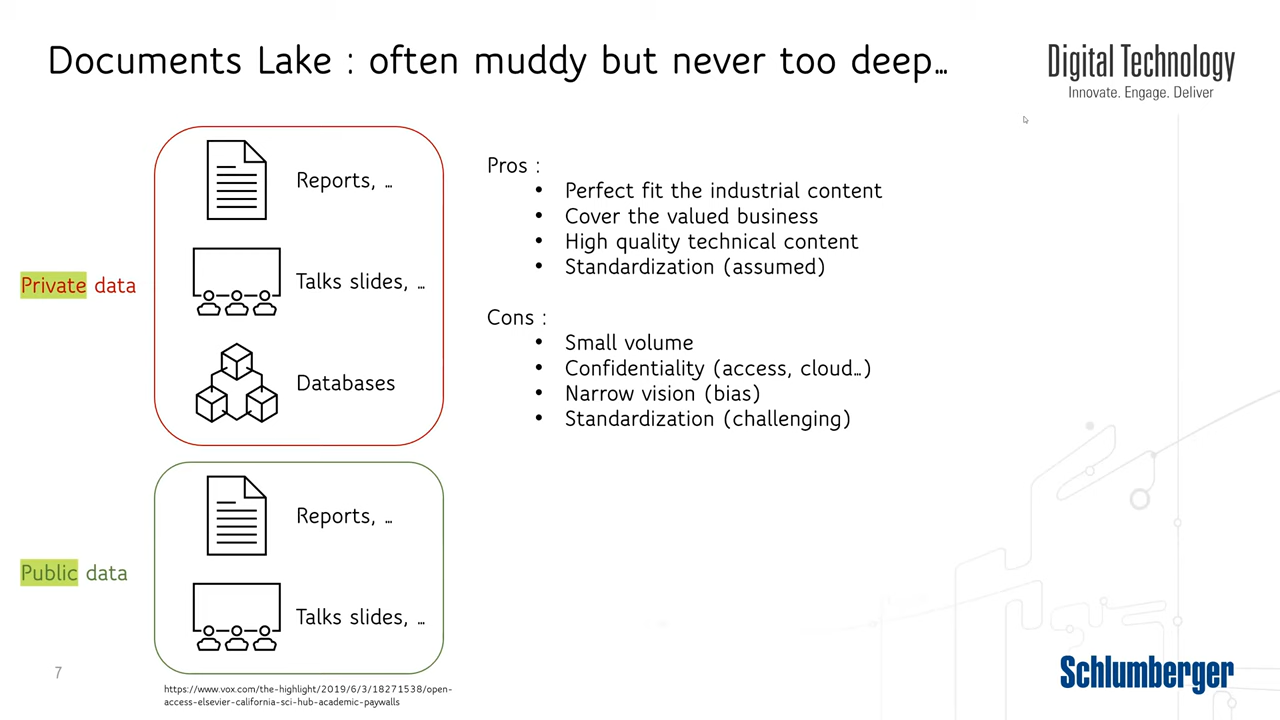 Documents Lake : often muddy but never too deep…
Digital Technology
Innovate. Engage. Deliver
Private data
Reports, …
Talks slides, …
Databases
Pros :
• Perfect fit the industrial content
• Cover the valued business
• High quality technical content
• Standardization (assumed)
Cons :
• Small volume
• Confidentiality (access, cloud…)
• Narrow vision (bias)
• Standardization (challenging)
Public data
Reports, …
Talks slides, …
7
https://www.vox.com/the-highlight/2019/6/3/18271538/open-
access-elsevier-california-sci-hub-academic-paywalls
Schlumberger